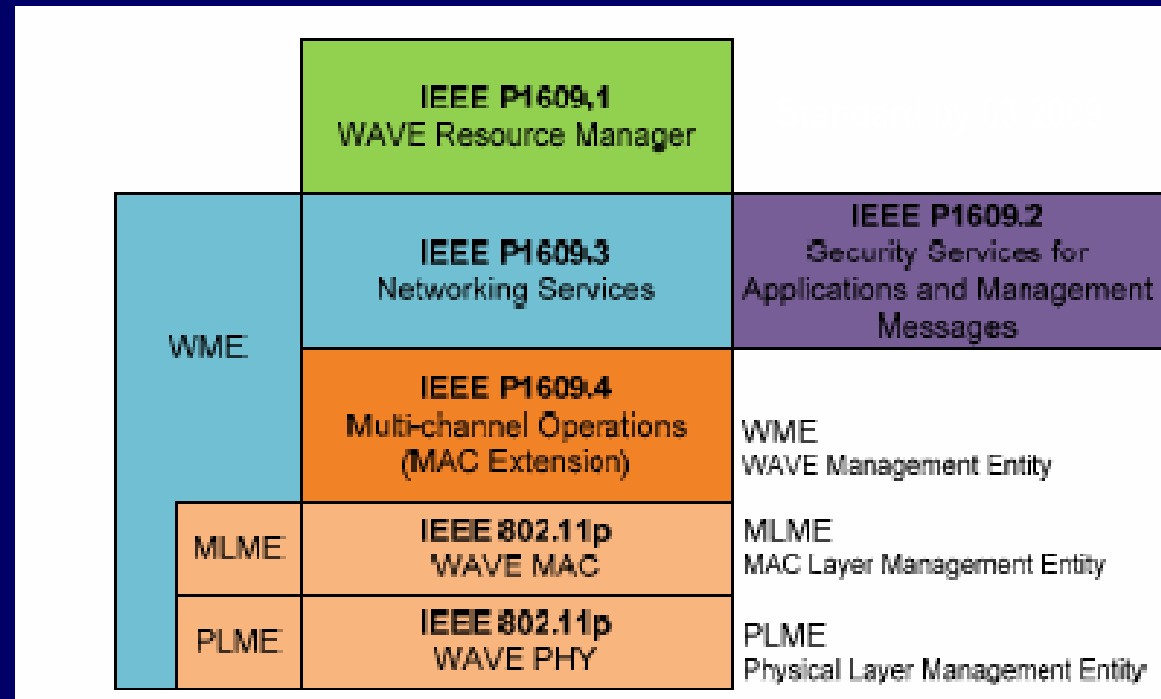 IEEE P1609.1
WAVE Resource Manager
IEEE P1609.3
Networking Services
IEEE P1609.2
Security Services for
Applications and Management
Messages
WME
IEEE P1609.4
Multi-channel Operations
(MAC Extension)
WME
WAVE Management Entity
MLME
IEEE 802.11p
WAVE MAC
MLME
MAC Layer Management Entity
PLME
IEEE 802.11p
WAVE PHY
PLME
Physical Layer Management Entity